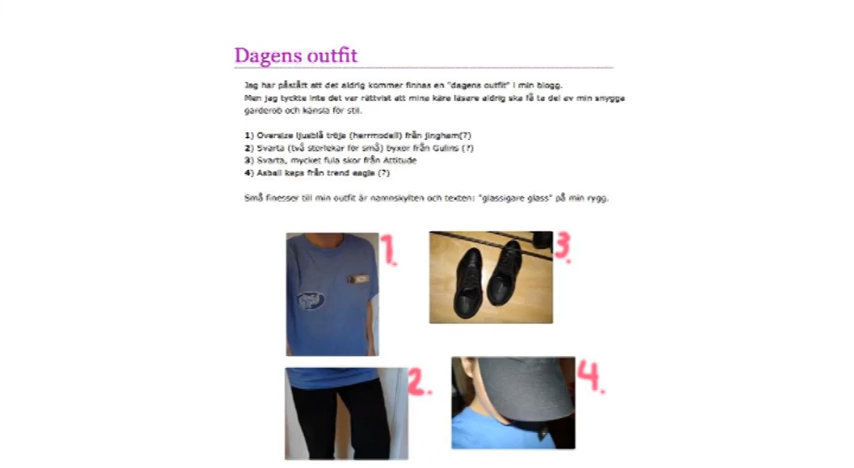 Dagens outfit
Jag har påstått att det aldrig kommer finnas en "dagens outfit" i min blogg.
Men jag tyckte inte det var rättvist att mina kära läsare aldrig ska få ta del av min snygga
garderob och känsla för stil.
1) Oversize ljusblå tröja (herrmodell) från Jingham(?)
2) Svarta (två storlekar för små) byxor från Gulins (?)
3) Svarta, mycket fula skor från Attitude
4) Asball keps från trend eagle (?)
Små finesser till min outfit är namnskylten och texten: "glassigare glass" på min rygg.
1.
3.
2.
4.